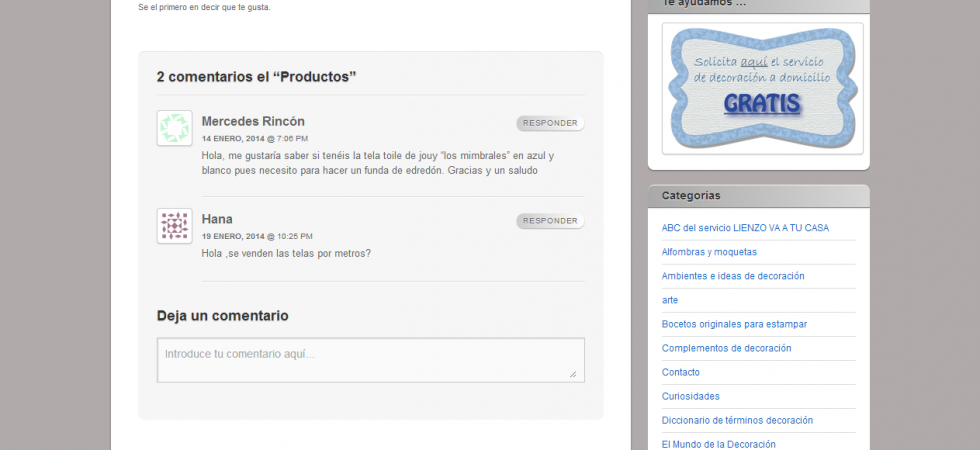 Se el primero en decir que te gusta.
2 comentarios el “Productos”
Mercedes Rincón
RESPONDER
14 ENERO, 2014 @ 7:06 PM
Hola, me gustaría saber si tenéis la tela toile de jouy “los mimbrales” en azul y
blanco pues necesito para hacer un funda de edredón. Gracias y un saludo
Hana
RESPONDER
19 ENERO, 2014 @ 10:25 PM
Hola ,se venden las telas por metros?
Deja un comentario
Introduce tu comentario aquí...
Te ayudamos ...
Solicita aquí el servicio
de decoración a domicilio
GRATIS
Categorías
ABC del servicio LIENZO VA A TU CASA
Alfombras y moquetas
Ambientes e ideas de decoración
arte
Bocetos originales para estampar
Complementos de decoración
Contacto
Curiosidades
Diccionario de términos decoración
El Mundo de la Decoración